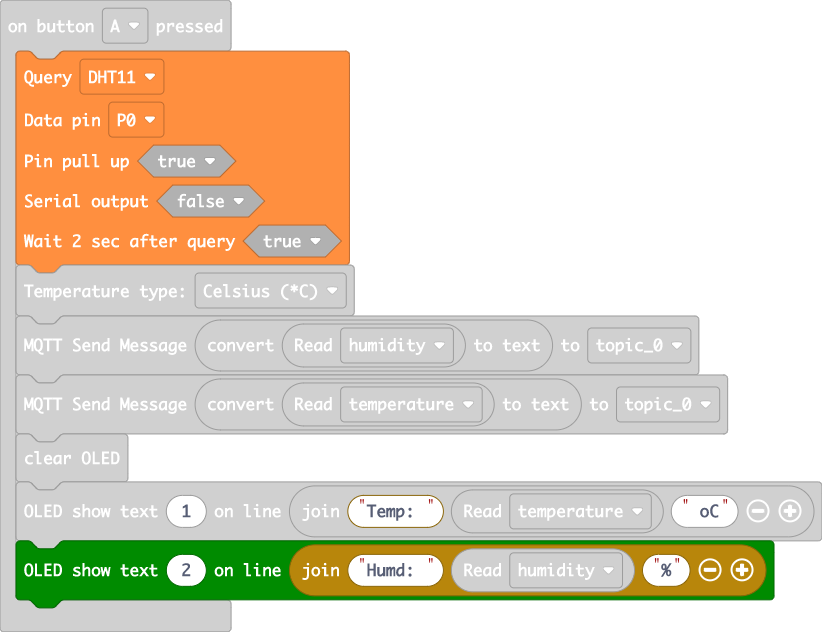 on button A pressed
Query DHT11
Data pin P0
Pin pull up true
Serial output false
Wait 2 sec after query true
Temperature type: Celsius (*C)
MQTT Send Message convert Read humidity to text to topic_0
MQTT Send Message convert Read temperature to text to topic_0
clear OLED
OLED show text 1 on line join "Temp: " Read temperature " oC"
OLED show text 2 on line join "Humd: " Read humidity "%"